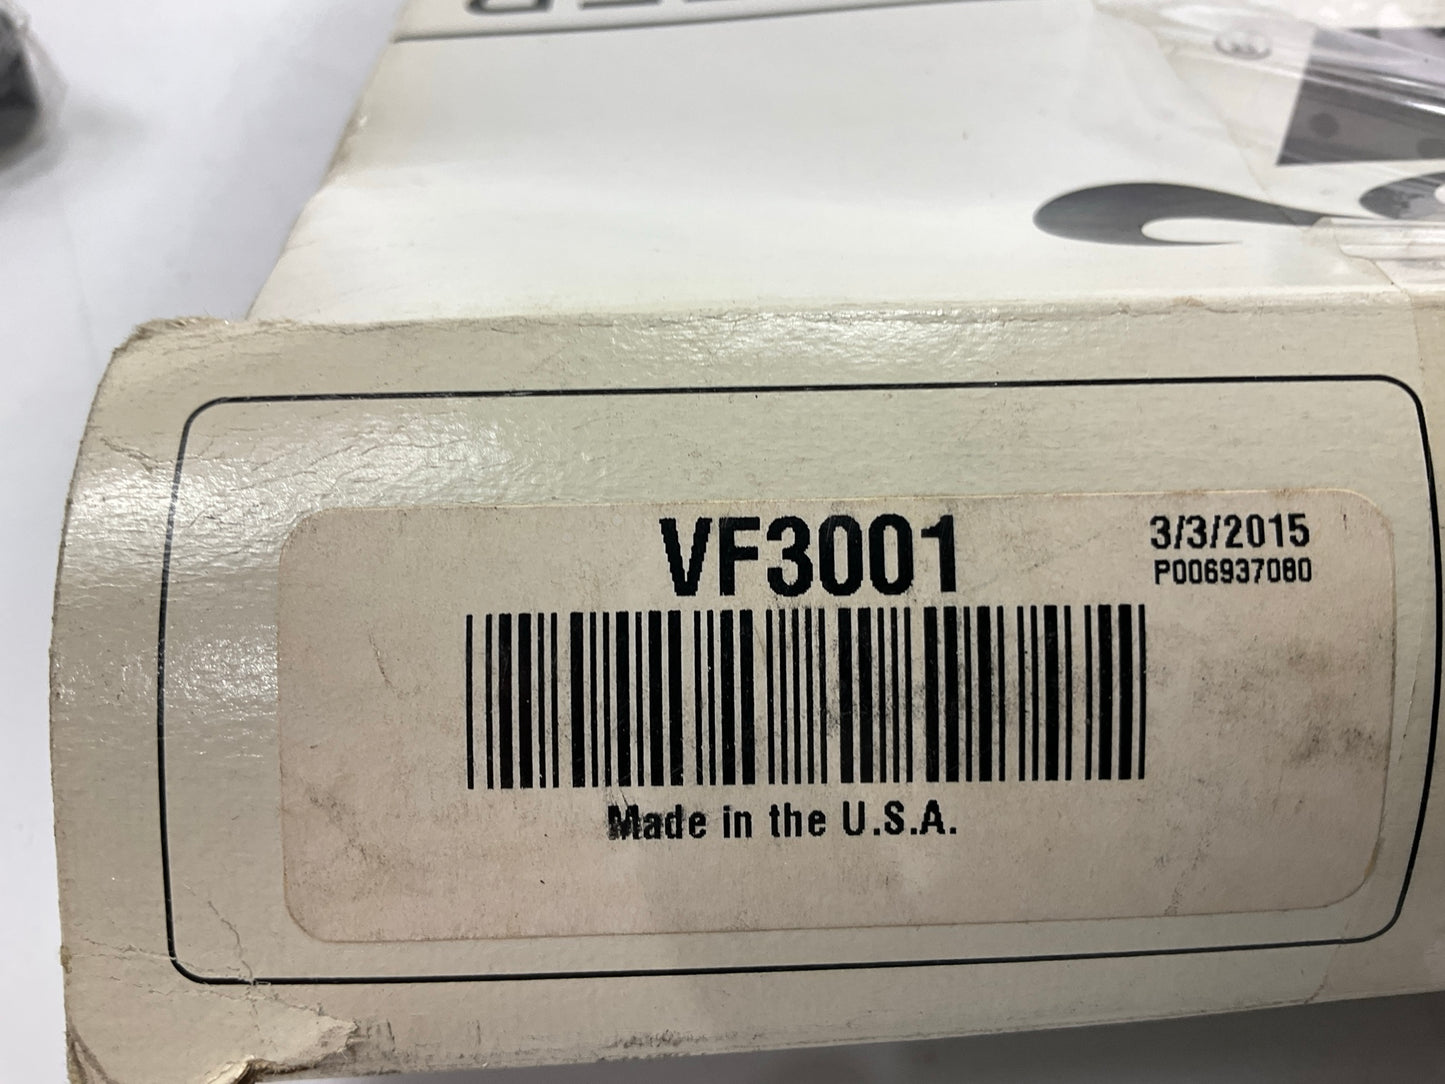 VF3001
3/3/2015
P006937080
Made in the U.S.A.